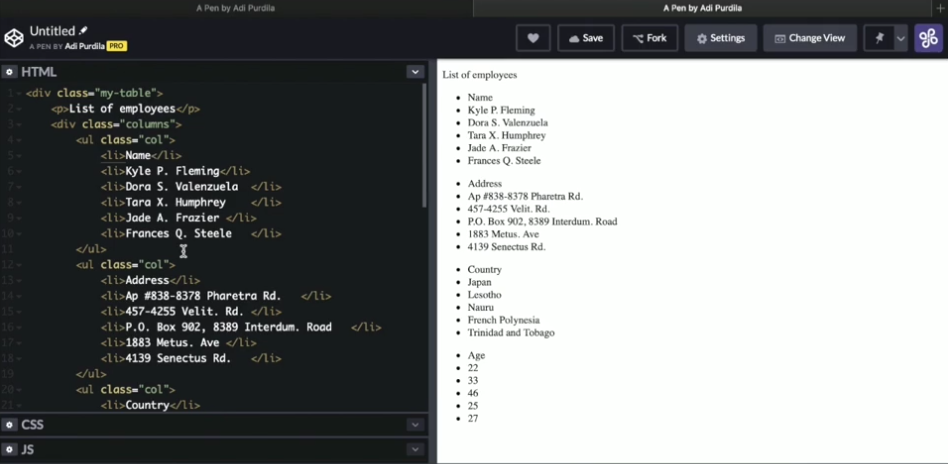 A Pen by Adi Purdila
A Pen by Adi Purdila
Untitled
A PEN BY Adi Purdila PRO
Save
Fork
Settings
Change View
HTML
1 <div class="my-table">
2 <p>List of employees</p>
3 <div class="columns">
4 <ul class="col">
5 <li>Name</li>
6 <li>Kyle P. Fleming</li>
7 <li>Dora S. Valenzuela </li>
8 <li>Tara X. Humphrey </li>
9 <li>Jade A. Frazier </li>
10 <li>Frances Q. Steele </li>
11 </ul>
12 <ul class="col">
13 <li>Address</li>
14 <li>Ap #838-8378 Pharetra Rd. </li>
15 <li>457-4255 Velit. Rd. </li>
16 <li>P.O. Box 902, 8389 Interdum. Road </li>
17 <li>1883 Metus. Ave </li>
18 <li>4139 Senectus Rd. </li>
19 </ul>
20 <ul class="col">
21 <li>Country</li>
CSS
JS
List of employees
Name
Kyle P. Fleming
Dora S. Valenzuela
Tara X. Humphrey
Jade A. Frazier
Frances Q. Steele
Address
Ap #838-8378 Pharetra Rd.
457-4255 Velit. Rd.
P.O. Box 902, 8389 Interdum. Road
1883 Metus. Ave
4139 Senectus Rd.
Country
Japan
Lesotho
Nauru
French Polynesia
Trinidad and Tobago
Age
22
33
46
25
27